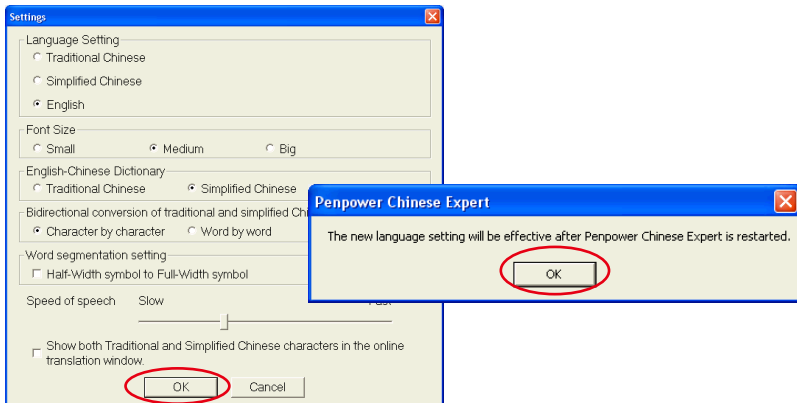 Settings
Language Setting
Traditional Chinese
Simplified Chinese
English
Font Size
Small Medium Big
English-Chinese Dictionary
Traditional Chinese Simplified Chinese
Bidirectional conversion of traditional and simplified
Character by character Word by word
Word segmentation setting
Half-Width symbol to Full-Width symbol
Speed of speech Slow
Show both Traditional and Simplified Chinese characters in the online
translation window.
OK Cancel
Penpower Chinese Expert
The new language setting will be effective after Penpower Chinese Expert is restarted.
OK